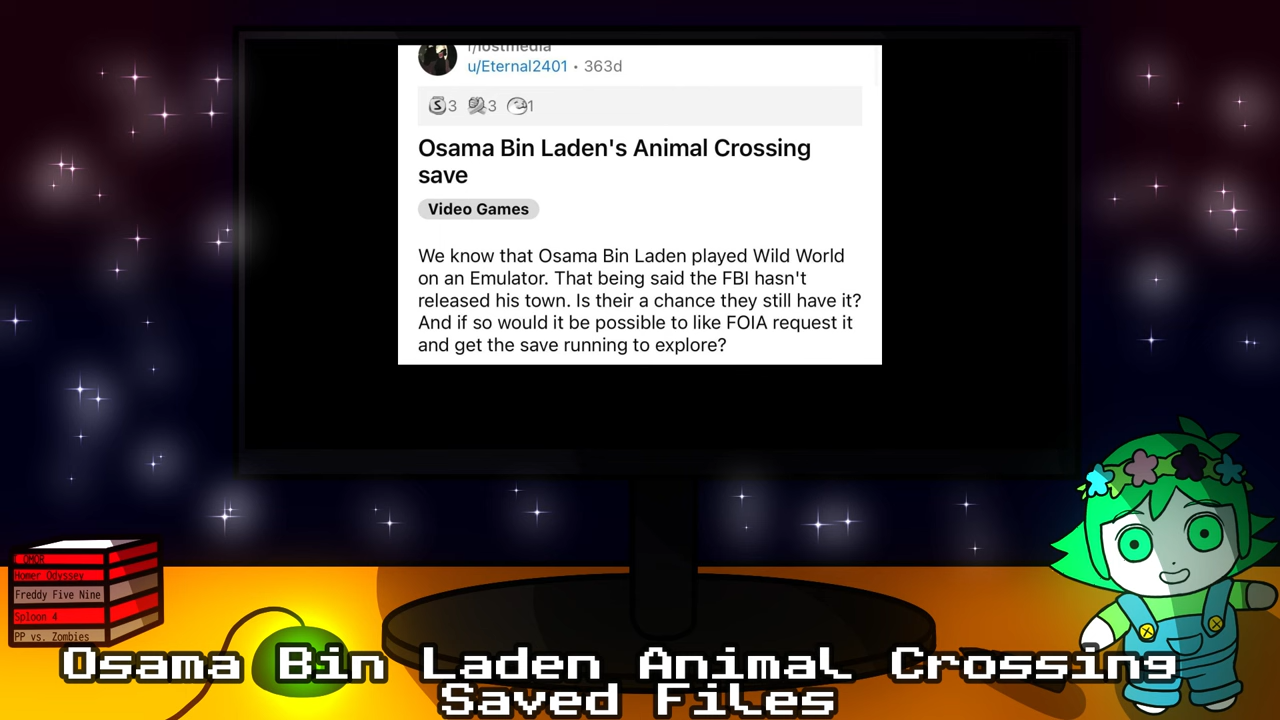 r/lostmedia
u/Eternal2401 • 363d
3 3 1
Osama Bin Laden's Animal Crossing
save
Video Games
We know that Osama Bin Laden played Wild World
on an Emulator. That being said the FBI hasn't
released his town. Is their a chance they still have it?
And if so would it be possible to like FOIA request it
and get the save running to explore?
OMOR
Homer Odyssey
Freddy Five Nine
Sploon 4
PP vs. Zombies
Osama Bin Laden Animal Crossing
Saved Files